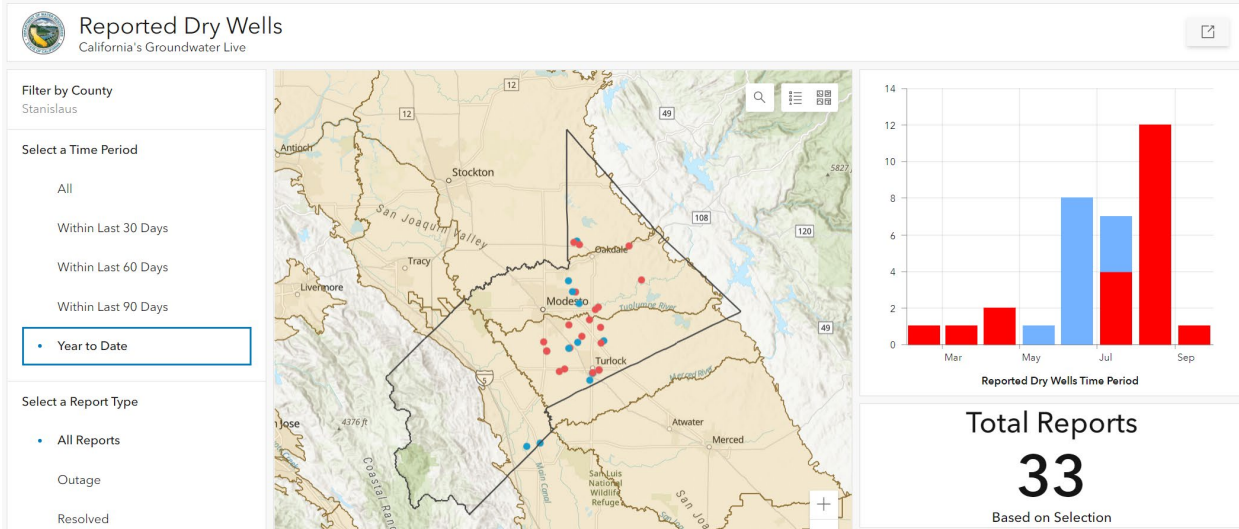 Reported Dry Wells
California's Groundwater Live
Filter by County
Stanislaus
Select a Time Period
All
Within Last 30 Days
Within Last 60 Days
Within Last 90 Days
Year to Date
Select a Report Type
All Reports
Outage
Resolved
12
12
49
Antioch
Stockton
5827
San Joaquin Valley
108
120
Oakdale
Tracy
Livermore
Modesto
Tuolumne River
49
Turlock
5
Merced River
4376 ft
Jose
Atwater
Merced
Coastal Ran
Main Canal
San Luis
National
Wildlife
Refuge
San Joa
14
12
10
8
6
4
2
0
Mar
May
Jul
Sep
Reported Dry Wells Time Period
Total Reports
33
Based on Selection